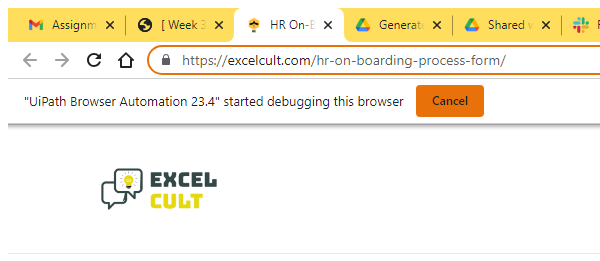 Assignm
[ Week 3
HR On-B
Generate
Shared w
https://excelcult.com/hr-on-boarding-process-form/
"UiPath Browser Automation 23.4" started debugging this browser
Cancel
EXCEL
CULT